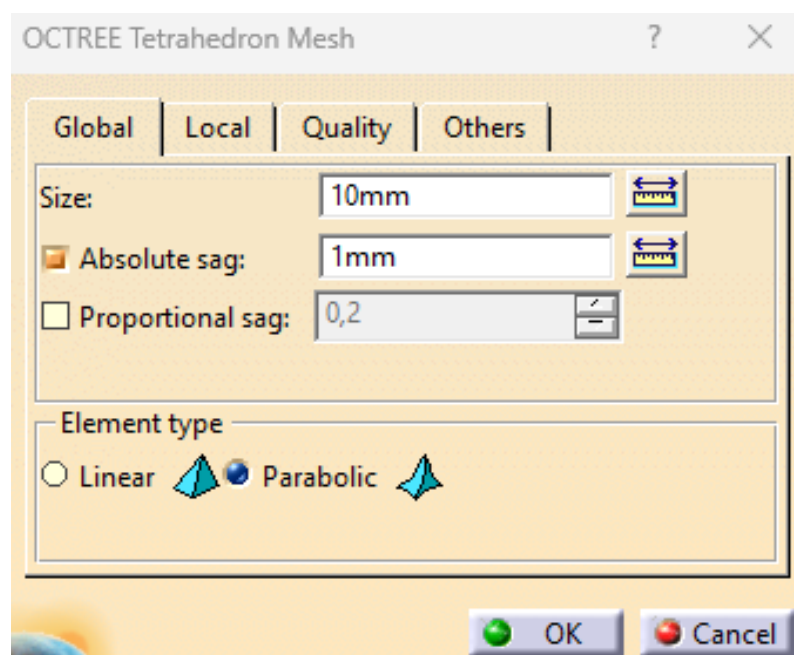 OCTREE Tetrahedron Mesh ?
Global Local Quality Others
Size: 10mm
Absolute sag: 1mm
Proportional sag: 0,2
Element type
Linear Parabolic
OK Cancel